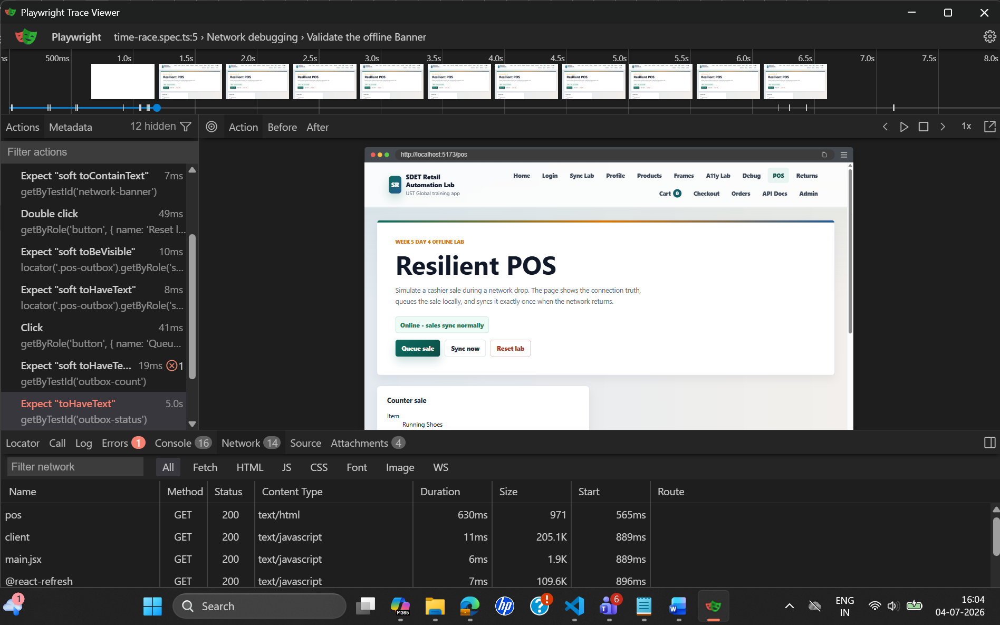 Playwright Trace Viewer
Playwright time-race.spec.ts:5 › Network debugging › Validate the offline Banner
500ms 1.0s 1.5s 2.0s 2.5s 3.0s 3.5s 4.0s 4.5s 5.0s 5.5s 6.0s 6.5s 7.0s 7.5s 8.0s
Actions Metadata 12 hidden
Action Before After 1x
Filter actions
Expect "soft toContainText" 7ms
getByTestId('network-banner')
Double click 49ms
getByRole('button', { name: 'Reset l...
Expect "soft toBeVisible" 10ms
locator('.pos-outbox').getByRole('s...
Expect "soft toHaveText" 8ms
locator('.pos-outbox').getByRole('s...
Click 41ms
getByRole('button', { name: 'Queu...
Expect "soft toHaveTe... 19ms 1
getByTestId('outbox-count')
Expect "toHaveText" 5.0s
getByTestId('outbox-status')
http://localhost:5173/pos
SR
SDET Retail
Automation Lab
UST Global training app
Home Login Sync Lab Profile Products Frames A11y Lab Debug POS Returns
Cart 0 Checkout Orders API Docs Admin
WEEK 5 DAY 4 OFFLINE LAB
Resilient POS
Simulate a cashier sale during a network drop. The page shows the connection truth,
queues the sale locally, and syncs it exactly once when the network returns.
Online - sales sync normally
Queue sale Sync now Reset lab
Counter sale
Item
Running Shoes
Locator Call Log Errors 1 Console 16 Network 14 Source Attachments 4
Filter network All Fetch HTML JS CSS Font Image WS
Name Method Status Content Type Duration Size Start Route
pos GET 200 text/html 630ms 971 565ms
client GET 200 text/javascript 11ms 205.1K 889ms
main.jsx GET 200 text/javascript 6ms 1.9K 889ms
@react-refresh GET 200 text/javascript 7ms 109.6K 896ms
1
Search
M365
hp
6
ENG
IN
16:04
04-07-2026